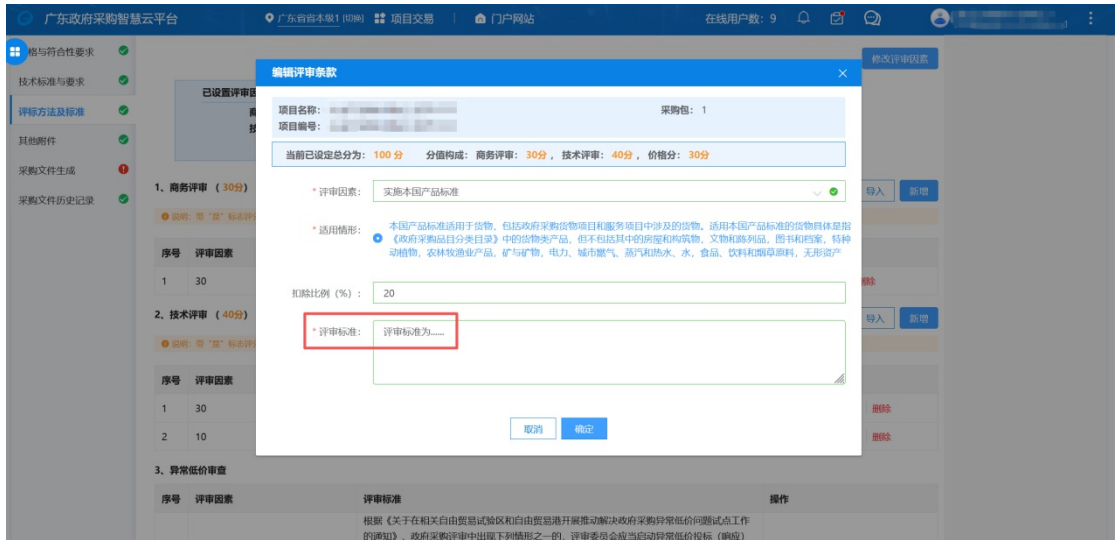 广东政府采购智慧云平台
广东省省本级1 [切换]
项目交易
门户网站
在线用户数: 9
格与符合性要求
技术标准与要求
评标方法及标准
其他附件
采购文件生成
采购文件历史记录
修改评审因素
已设置评审因
商
技
编辑评审条款
项目名称:
采购包: 1
项目编号:
当前已设定总分为: 100 分 分值构成: 商务评审: 30分, 技术评审: 40分, 价格分: 30分
* 评审因素: 实施本国产品标准
* 适用情形: 本国产品标准适用于货物, 包括政府采购货物项目和服务项目中涉及的货物。适用本国产品标准的货物具体是指
《政府采购品目分类目录》中的货物类产品, 但不包括其中的房屋和构筑物, 文物和陈列品, 图书和档案, 特种
动植物, 农林牧渔业产品, 矿与矿物, 电力、城市燃气、蒸汽和热水、水, 食品、饮料和烟草原料, 无形资产
扣除比例 (%) : 20
* 评审标准: 评审标准为......
取消
确定
1、商务评审 ( 30分)
导入
新增
说明: 带 "室" 标志评
序号 评审因素
1 30
删除
2、技术评审 ( 40分)
导入
新增
序号 评审因素
1 30 删除
2 10 删除
3、异常低价审查
序号 评审因素 评审标准 操作
根据《关于在相关自由贸易试验区和自由贸易港开展推动解决政府采购异常低价问题试点工作
的通知》, 政府采购评审中出现下列情形之一的, 评审委员会应当启动异常低价投标 (响应)